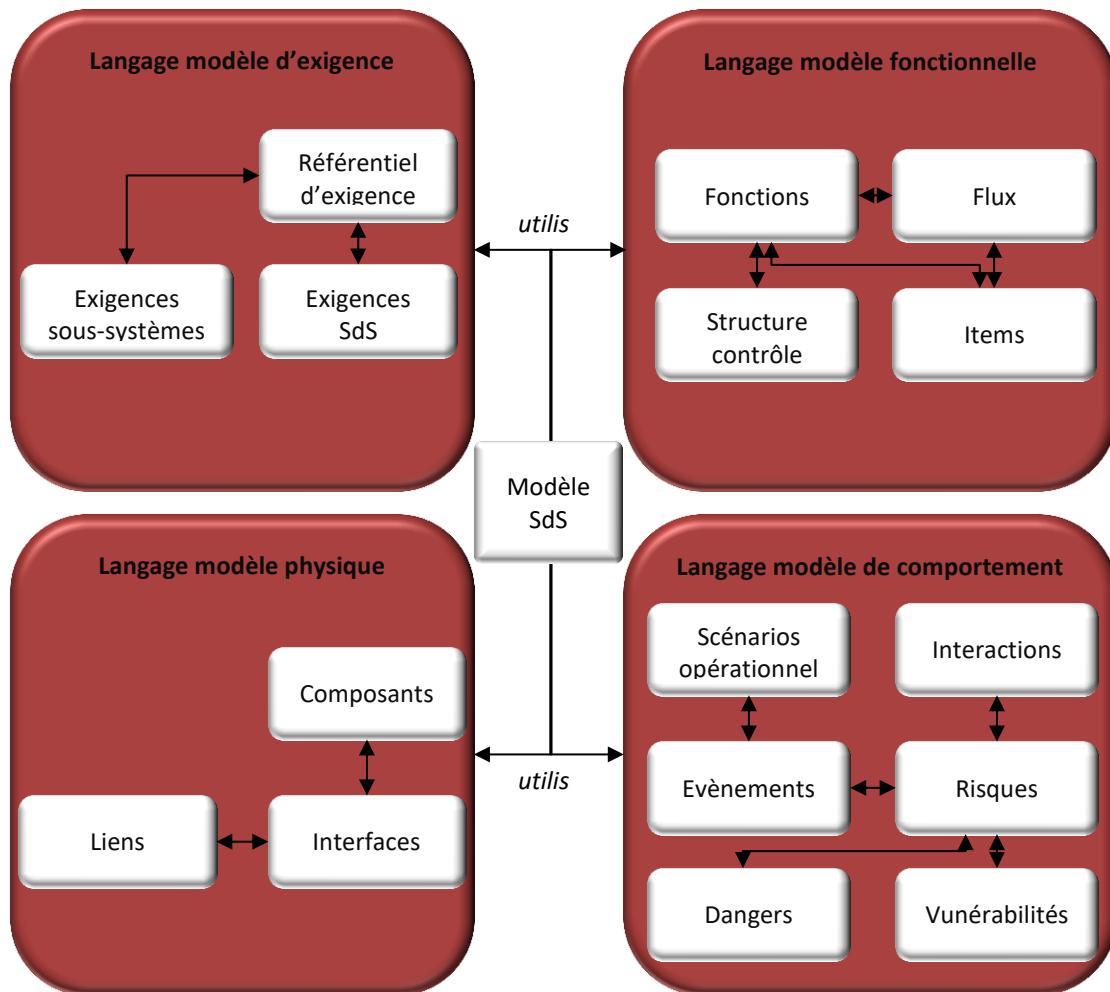 Langage modèle d'exigence
Référentiel
d'exigence
Exigences
sous-systèmes
Exigences
SdS
Langage modèle fonctionnelle
Fonctions
Flux
Structure
contrôle
Items
utilis
Modèle
SdS
utilis
Langage modèle physique
Composants
Liens
Interfaces
Langage modèle de comportement
Scénarios
opérationnel
Interactions
Evènements
Risques
Dangers
Vunérabilités